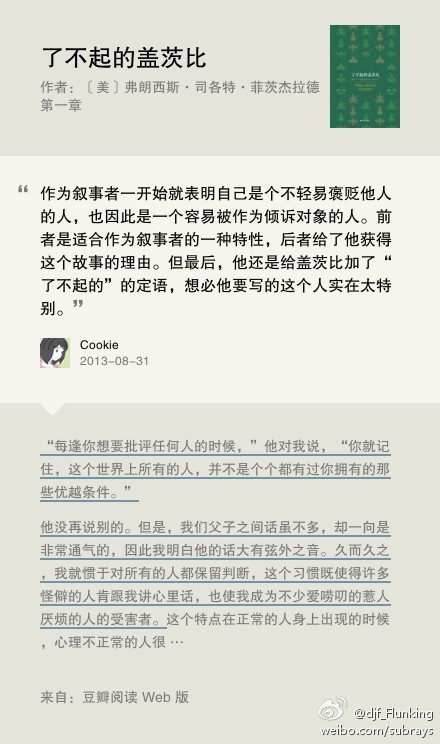 了不起的盖茨比
作者：〔美〕弗朗西斯·司各特·菲茨杰拉德
第一章
了不起的盖茨比
“
作为叙事者一开始就表明自己是个不轻易褒贬他人
的人，也因此是一个容易被作为倾诉对象的人。前
者是适合作为叙事者的一种特性，后者给了他获得
这个故事的理由。但最后，他还是给盖茨比加了“
了不起的”的定语，想必他要写的这个人实在太特
别。”
Cookie
2013-08-31
“每逢你想要批评任何人的时候，”他对我说，“你就记
住，这个世界上所有的人，并不是个个都有过你拥有的那
些优越条件。”
他没再说别的。但是，我们父子之间话虽不多，却一向是
非常通气的，因此我明白他的话大有弦外之音。久而久之
，我就惯于对所有的人都保留判断，这个习惯既使得许多
怪僻的人肯跟我讲心里话，也使我成为不少爱唠叨的惹人
厌烦的人的受害者。这个特点在正常的人身上出现的时候
，心理不正常的人很 …
来自：豆瓣阅读 Web 版
@djf_Flunking
weibo.com/subrays